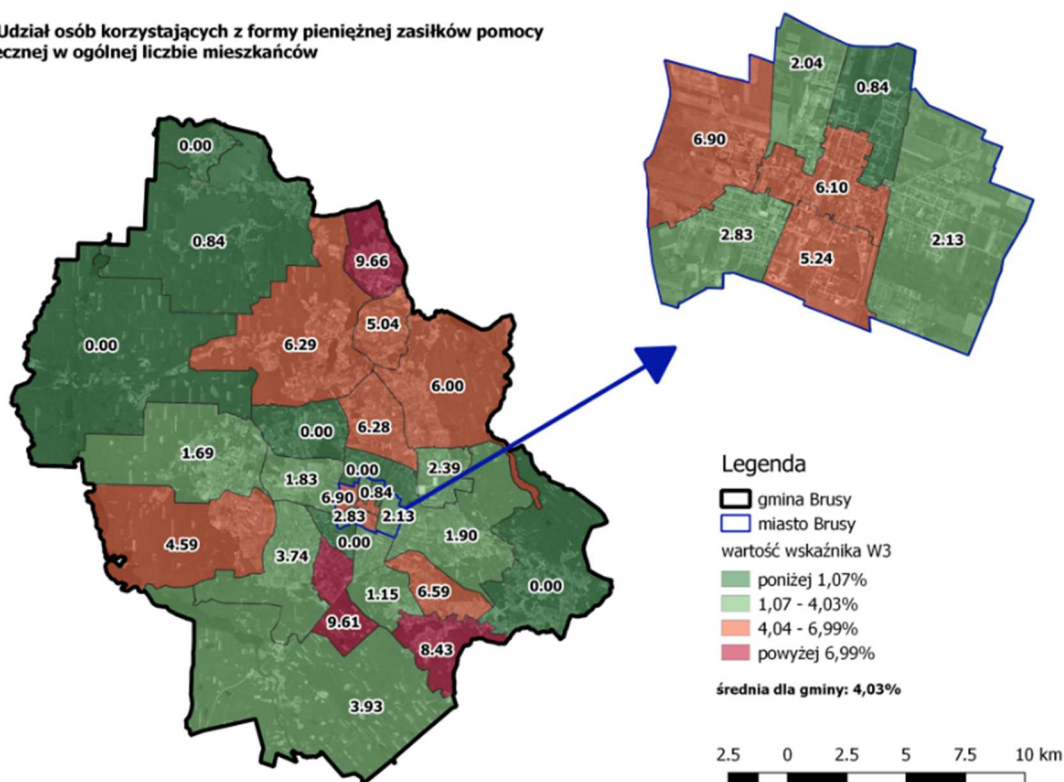 Udział osób korzystających z formy pieniężnej zasiłków pomocy
ecznej w ogólnej liczbie mieszkańców
0.00
0.84
9.66
5.04
0.00
6.29
6.00
0.00
6.28
1.69
1.83
0.00
2.39
6.90
0.84
2.83
2.13
4.59
3.74
0.00
1.90
1.15
6.59
0.00
9.61
8.43
3.93
2.04
0.84
6.90
6.10
2.83
5.24
2.13
Legenda
gmina Brusy
miasto Brusy
wartość wskaźnika W3
poniżej 1,07%
1,07 - 4,03%
4,04 - 6,99%
powyżej 6,99%
średnia dla gminy: 4,03%
2.5 0 2.5 5 7.5 10 km